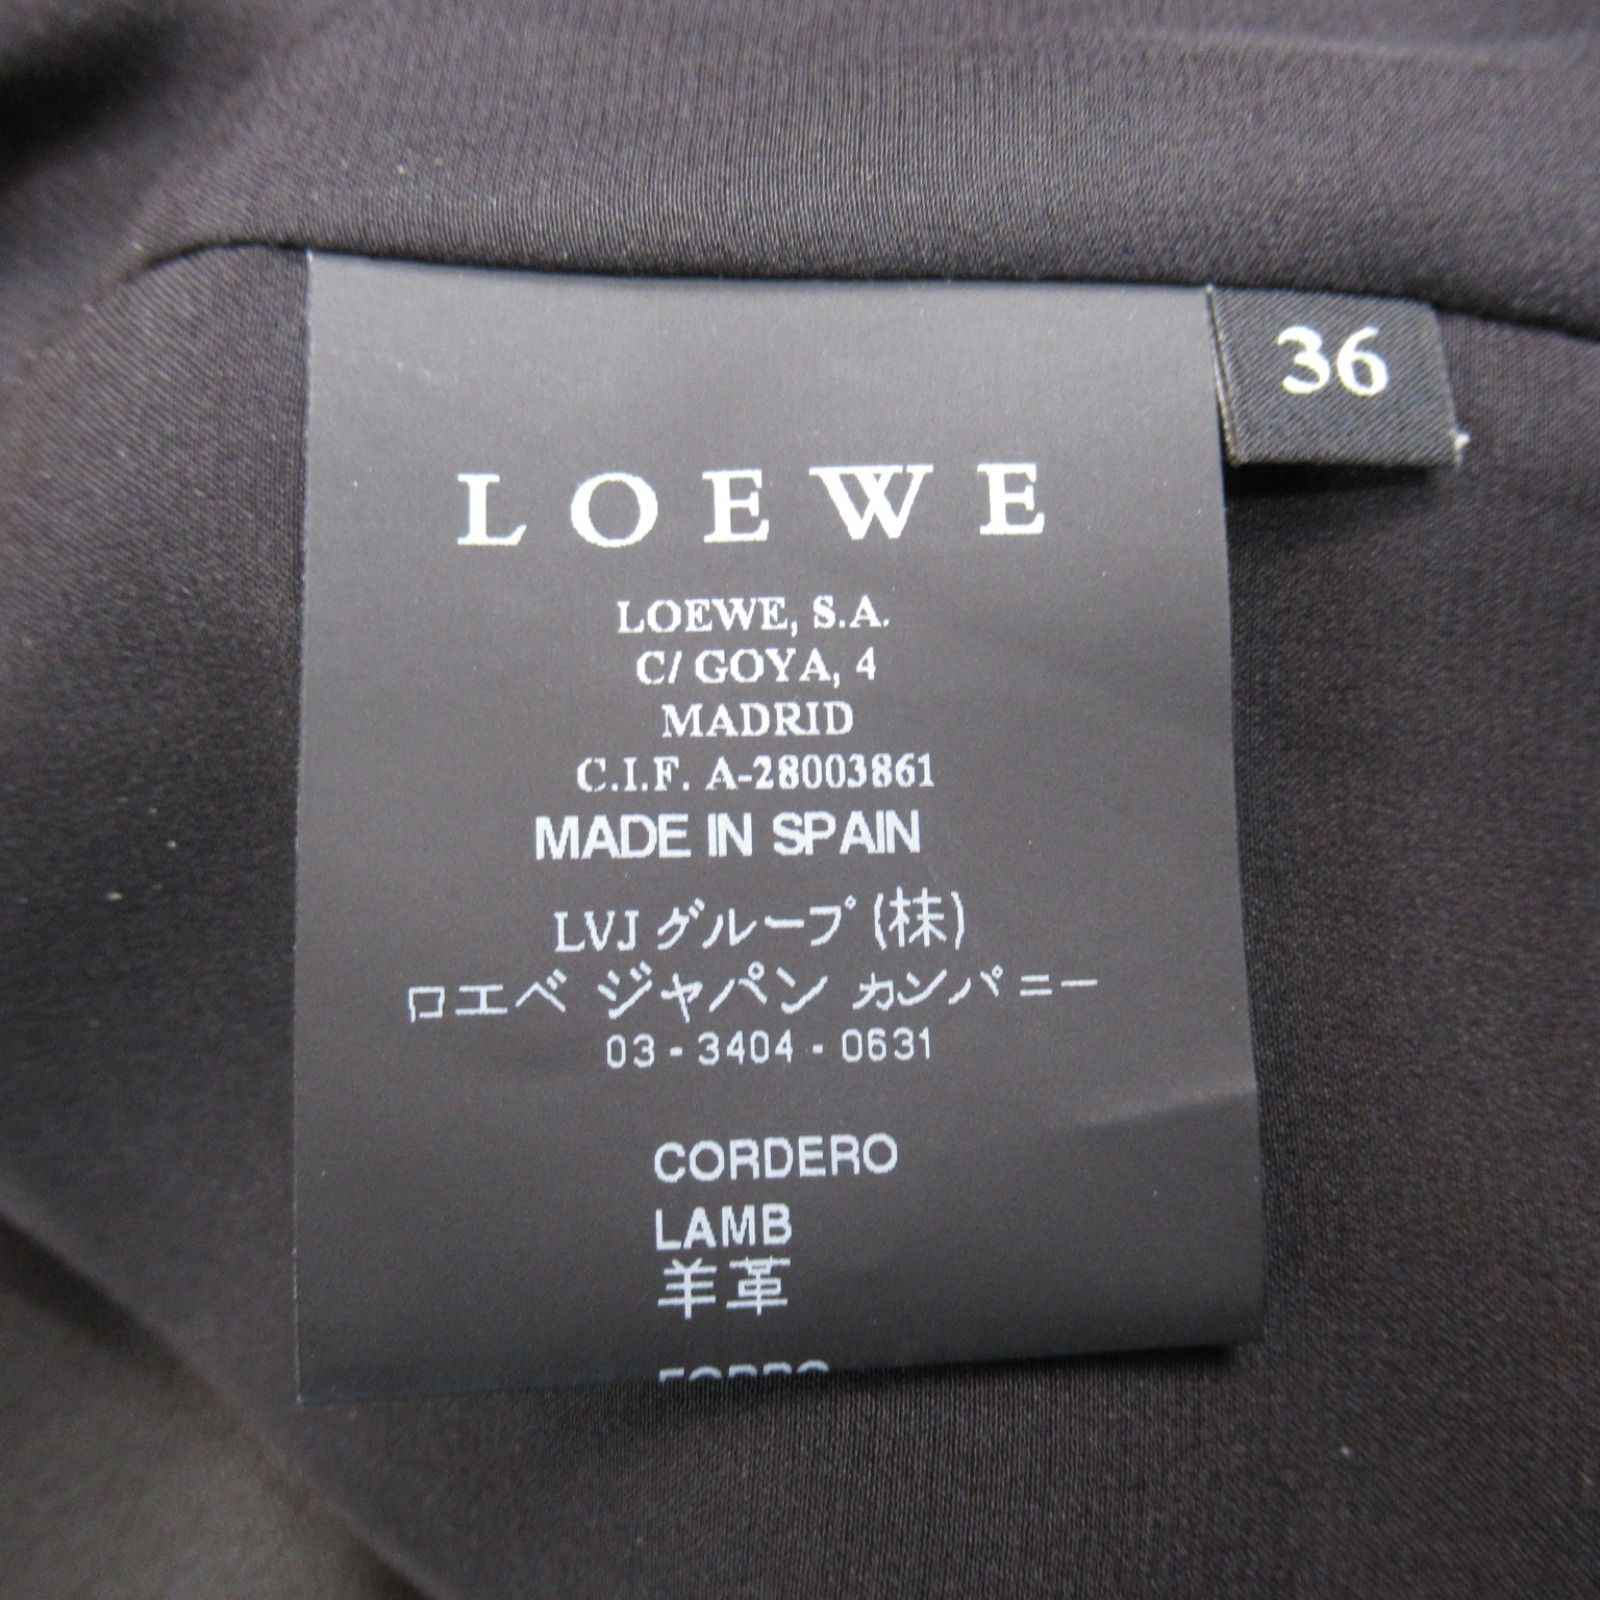 36
LOEWE
LOEWE, S.A.
C/ GOYA, 4
MADRID
C.I.F. A-28003861
MADE IN SPAIN
LVJ グループ (株)
ロエベ ジャパン カンパニー
03 - 3404 - 0631
CORDERO
LAMB
羊革
FORRO